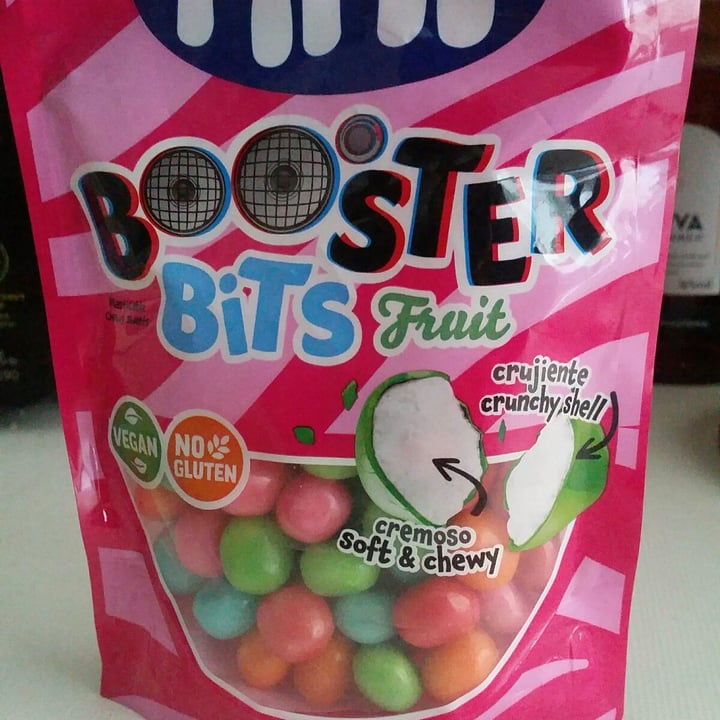 BOOSTER
BiTS Fruit
crujiente
crunchy shell
VEGAN
NO
GLUTEN
cremoso
soft & chewy